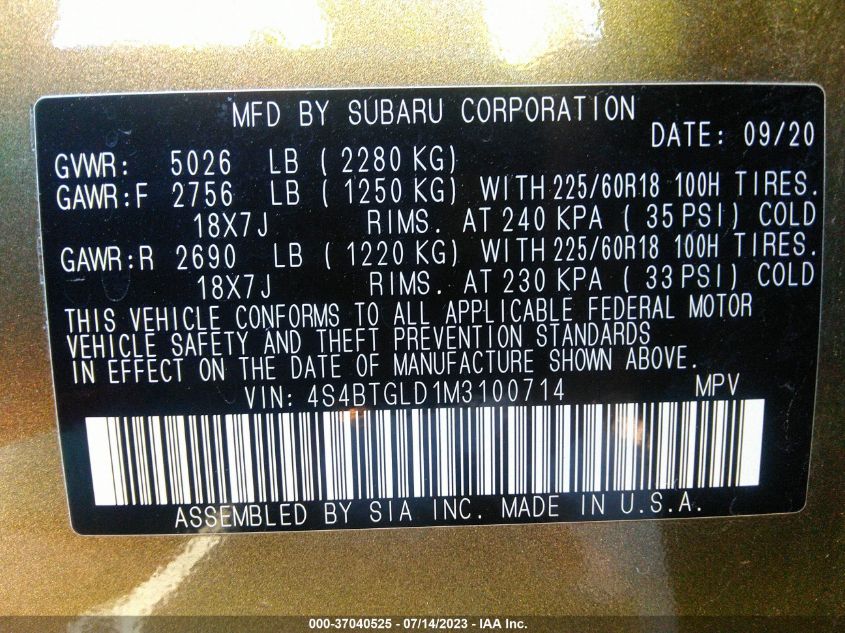 MFD BY SUBARU CORPORATION
DATE: 09/20
GVWR: 5026 LB ( 2280 KG)
GAWR:F 2756 LB ( 1250 KG) WITH 225/60R18 100H TIRES.
18X7J RIMS. AT 240 KPA ( 35 PSI) COLD
GAWR:R 2690 LB ( 1220 KG) WITH 225/60R18 100H TIRES.
18X7J RIMS. AT 230 KPA ( 33 PSI) COLD
THIS VEHICLE CONFORMS TO ALL APPLICABLE FEDERAL MOTOR
VEHICLE SAFETY AND THEFT PREVENTION STANDARDS
IN EFFECT ON THE DATE OF MANUFACTURE SHOWN ABOVE.
VIN: 4S4BTGLD1M3100714 MPV
ASSEMBLED BY SIA INC. MADE IN U.S.A.
000-37040525 - 07/14/2023 - IAA Inc.